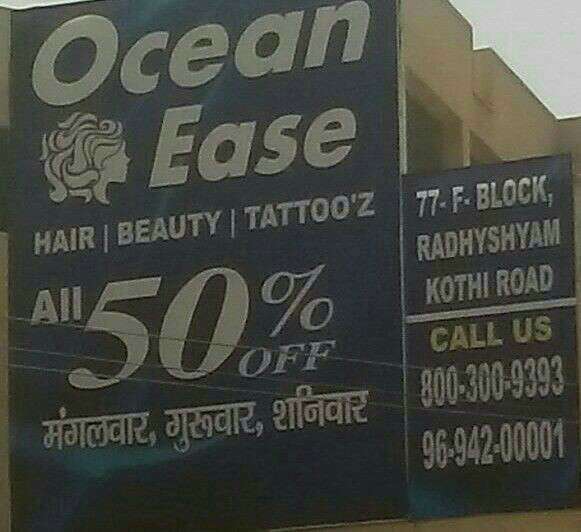 Ocean
Ease
HAIR | BEAUTY | TATTOO'Z
All 50% OFF
मंगलवार, गुरूवार, शनिवार
77- F- BLOCK,
RADHYSHYAM
KOTHI ROAD
CALL US
800-300-9393
96-942-00001